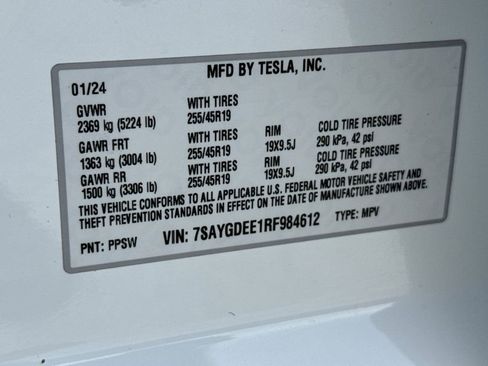 MFD BY TESLA, INC.
01/24
GVWR WITH TIRES
2369 kg (5224 lb) 255/45R19
GAWR FRT WITH TIRES RIM COLD TIRE PRESSURE
1363 kg (3004 lb) 255/45R19 19X9.5J 290 kPa, 42 psi
GAWR RR WITH TIRES RIM COLD TIRE PRESSURE
1500 kg (3306 lb) 255/45R19 19X9.5J 290 kPa, 42 psi
THIS VEHICLE CONFORMS TO ALL APPLICABLE U.S. FEDERAL MOTOR VEHICLE SAFETY AND
THEFT PREVENTION STANDARDS IN EFFECT ON THE DATE OF MANUFACTURE SHOWN ABOVE.
PNT: PPSW VIN: 7SAYGDEE1RF984612 TYPE: MPV